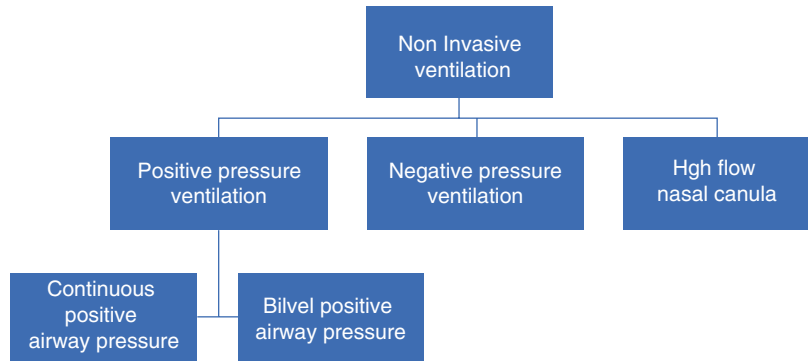 Non Invasive
ventilation
Positive pressure
ventilation
Negative pressure
ventilation
Hgh flow
nasal canula
Continuous
positive
airway pressure
Bilvel positive
airway pressure